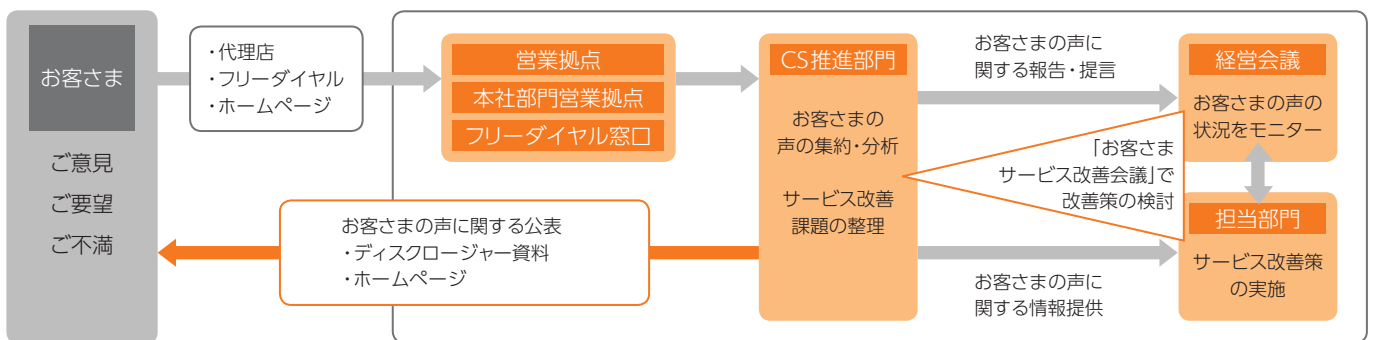 お客さま
ご意見
ご要望
ご不満
・代理店
・フリーダイヤル
・ホームページ
営業拠点
本社部門営業拠点
フリーダイヤル窓口
お客さまの声に関する公表
・ディスクロージャー資料
・ホームページ
CS推進部門
お客さまの
声の集約・分析
サービス改善
課題の整理
お客さまの声に
関する報告・提言
「お客さま
サービス改善会議」で
改善策の検討
お客さまの声に
関する情報提供
経営会議
お客さまの声の
状況をモニター
担当部門
サービス改善策
の実施